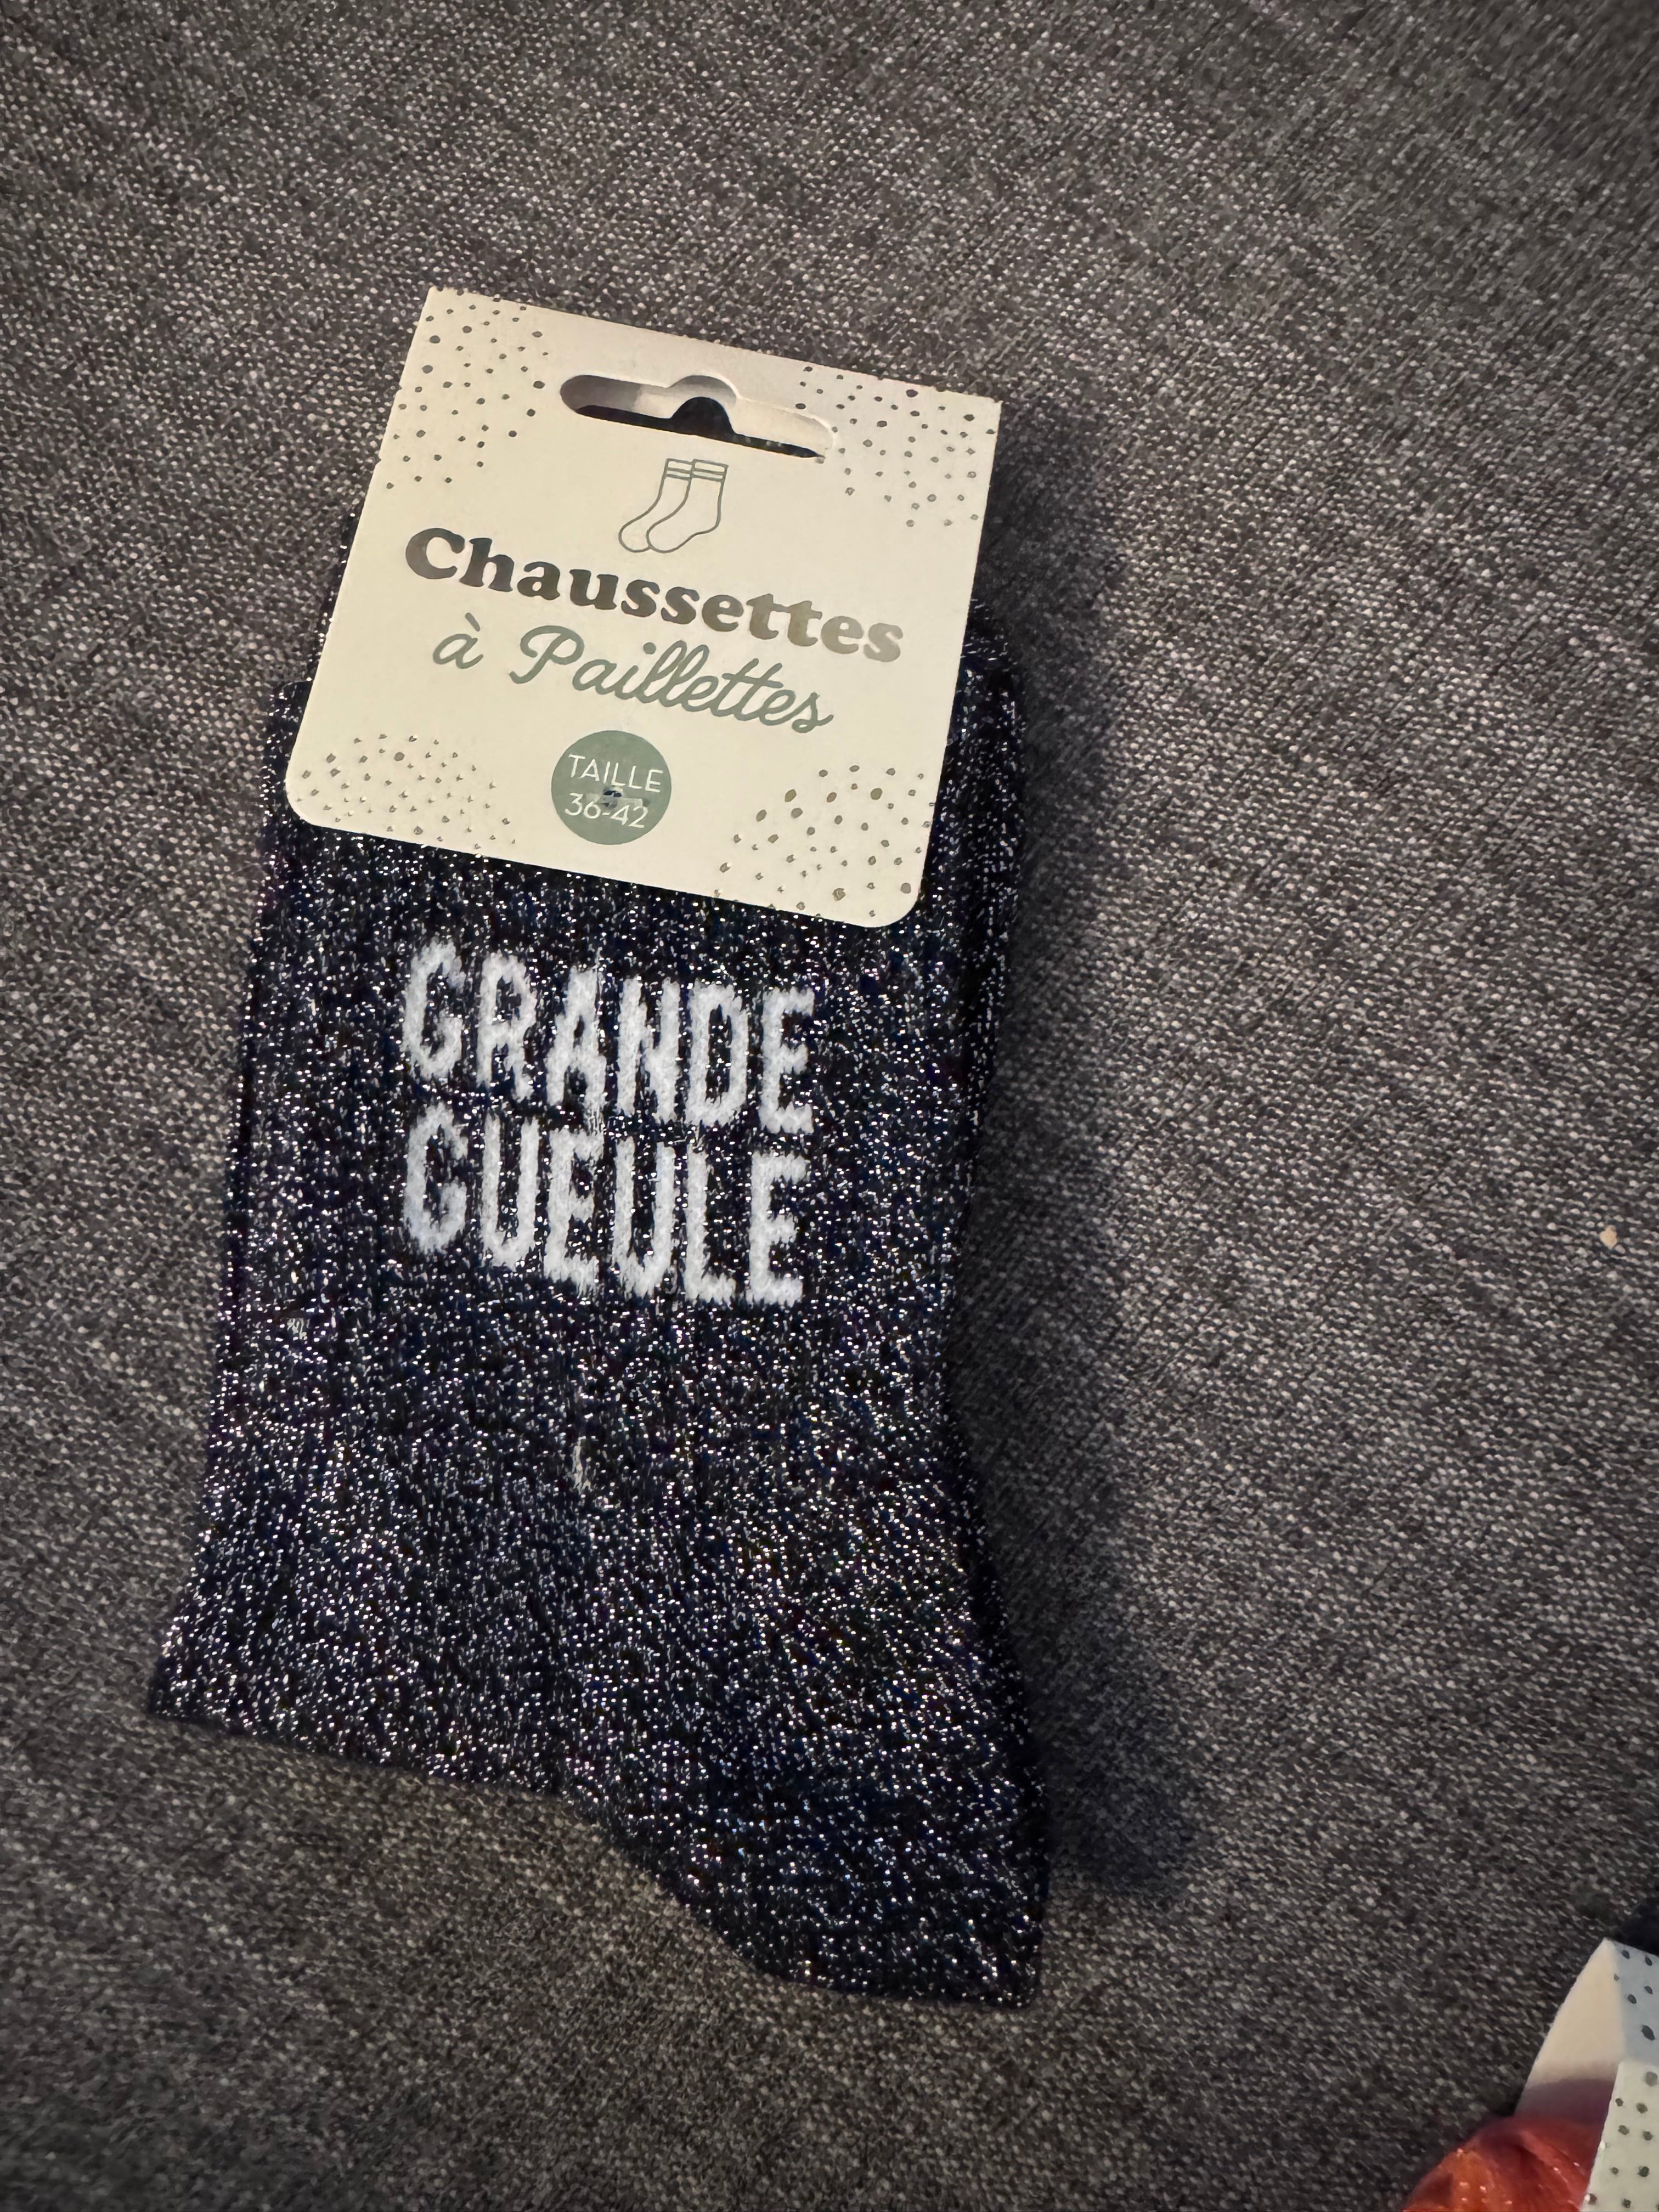 Chaussettes
à Paillettes
TAILLE
36-42
GRANDE
GUEULE